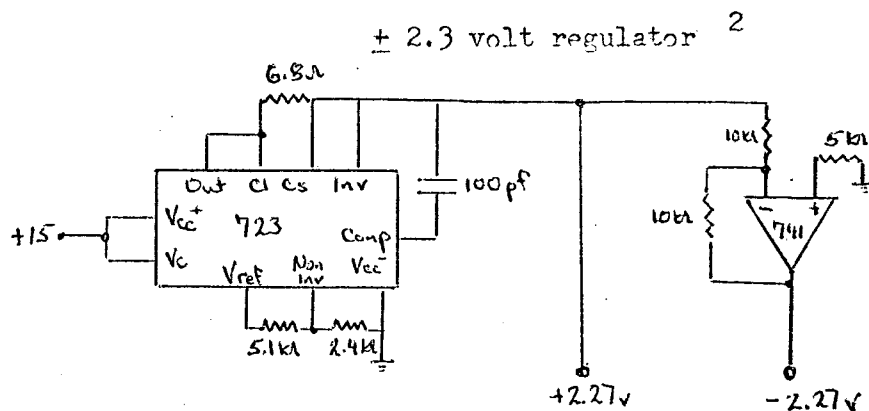 ± 2.3 volt regulator 2
6.8Ω
Out Cl Cs Inv
100pf
+15
Vcc+
723
Comp
Vc
Vref
Non Inv
Vcc-
5.1kΩ
2.4kΩ
10kΩ
5kΩ
10kΩ
- +
741
+2.27v
-2.27v